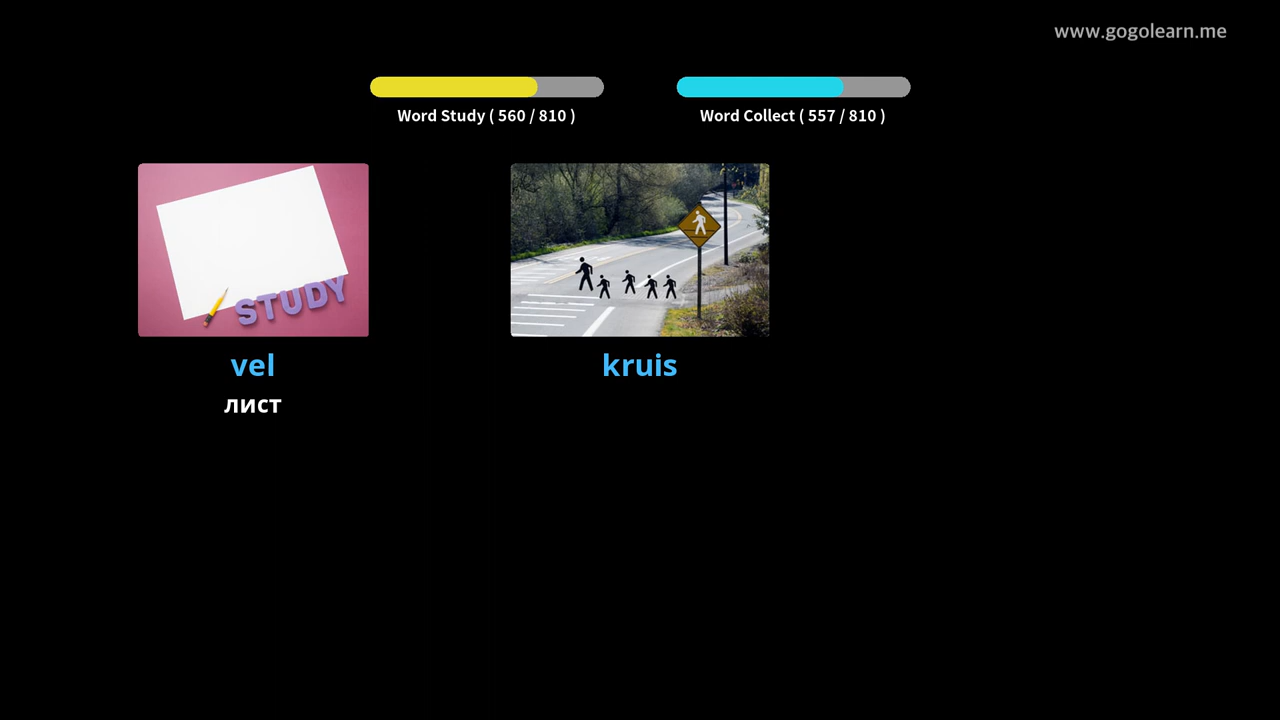 www.gogolearn.me
Word Study ( 560 / 810 )
Word Collect ( 557 / 810 )
STUDY
vel
kruis
лист